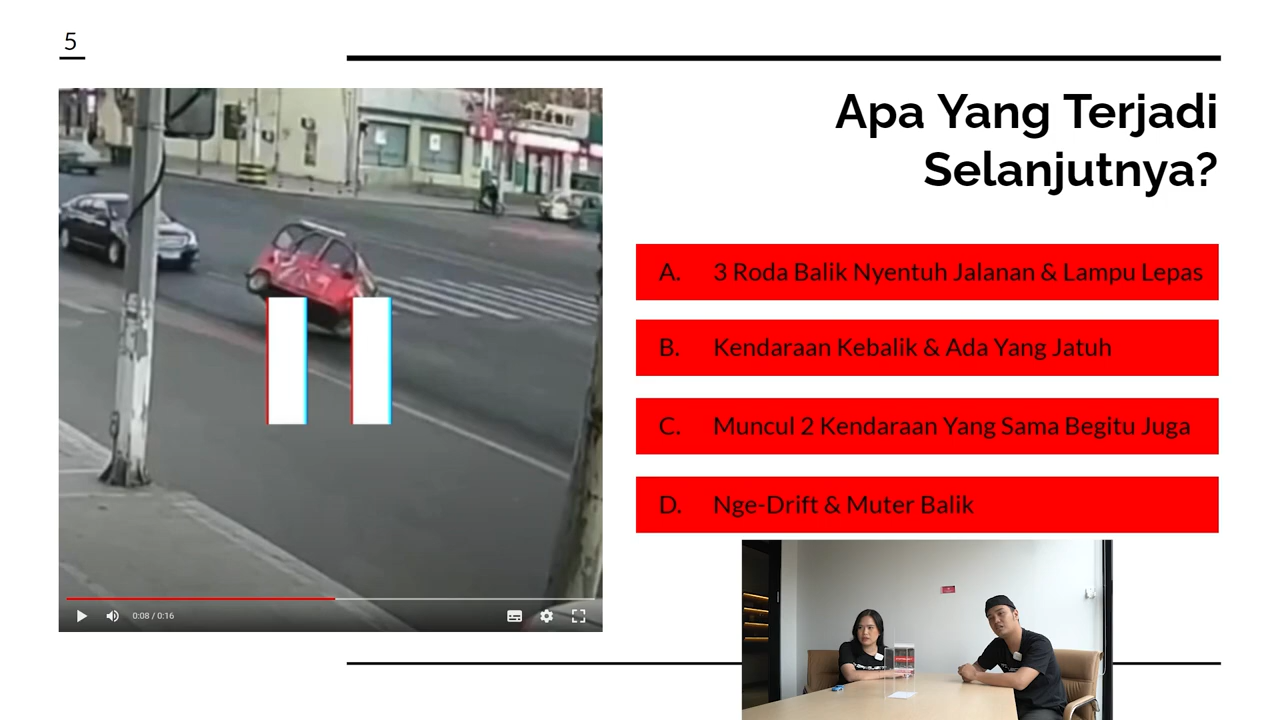 5
Apa Yang Terjadi
Selanjutnya?
A. 3 Roda Balik Nyentuh Jalanan & Lampu Lepas
B. Kendaraan Kebalik & Ada Yang Jatuh
C. Muncul 2 Kendaraan Yang Sama Begitu Juga
D. Nge-Drift & Muter Balik
0:08 / 0:16